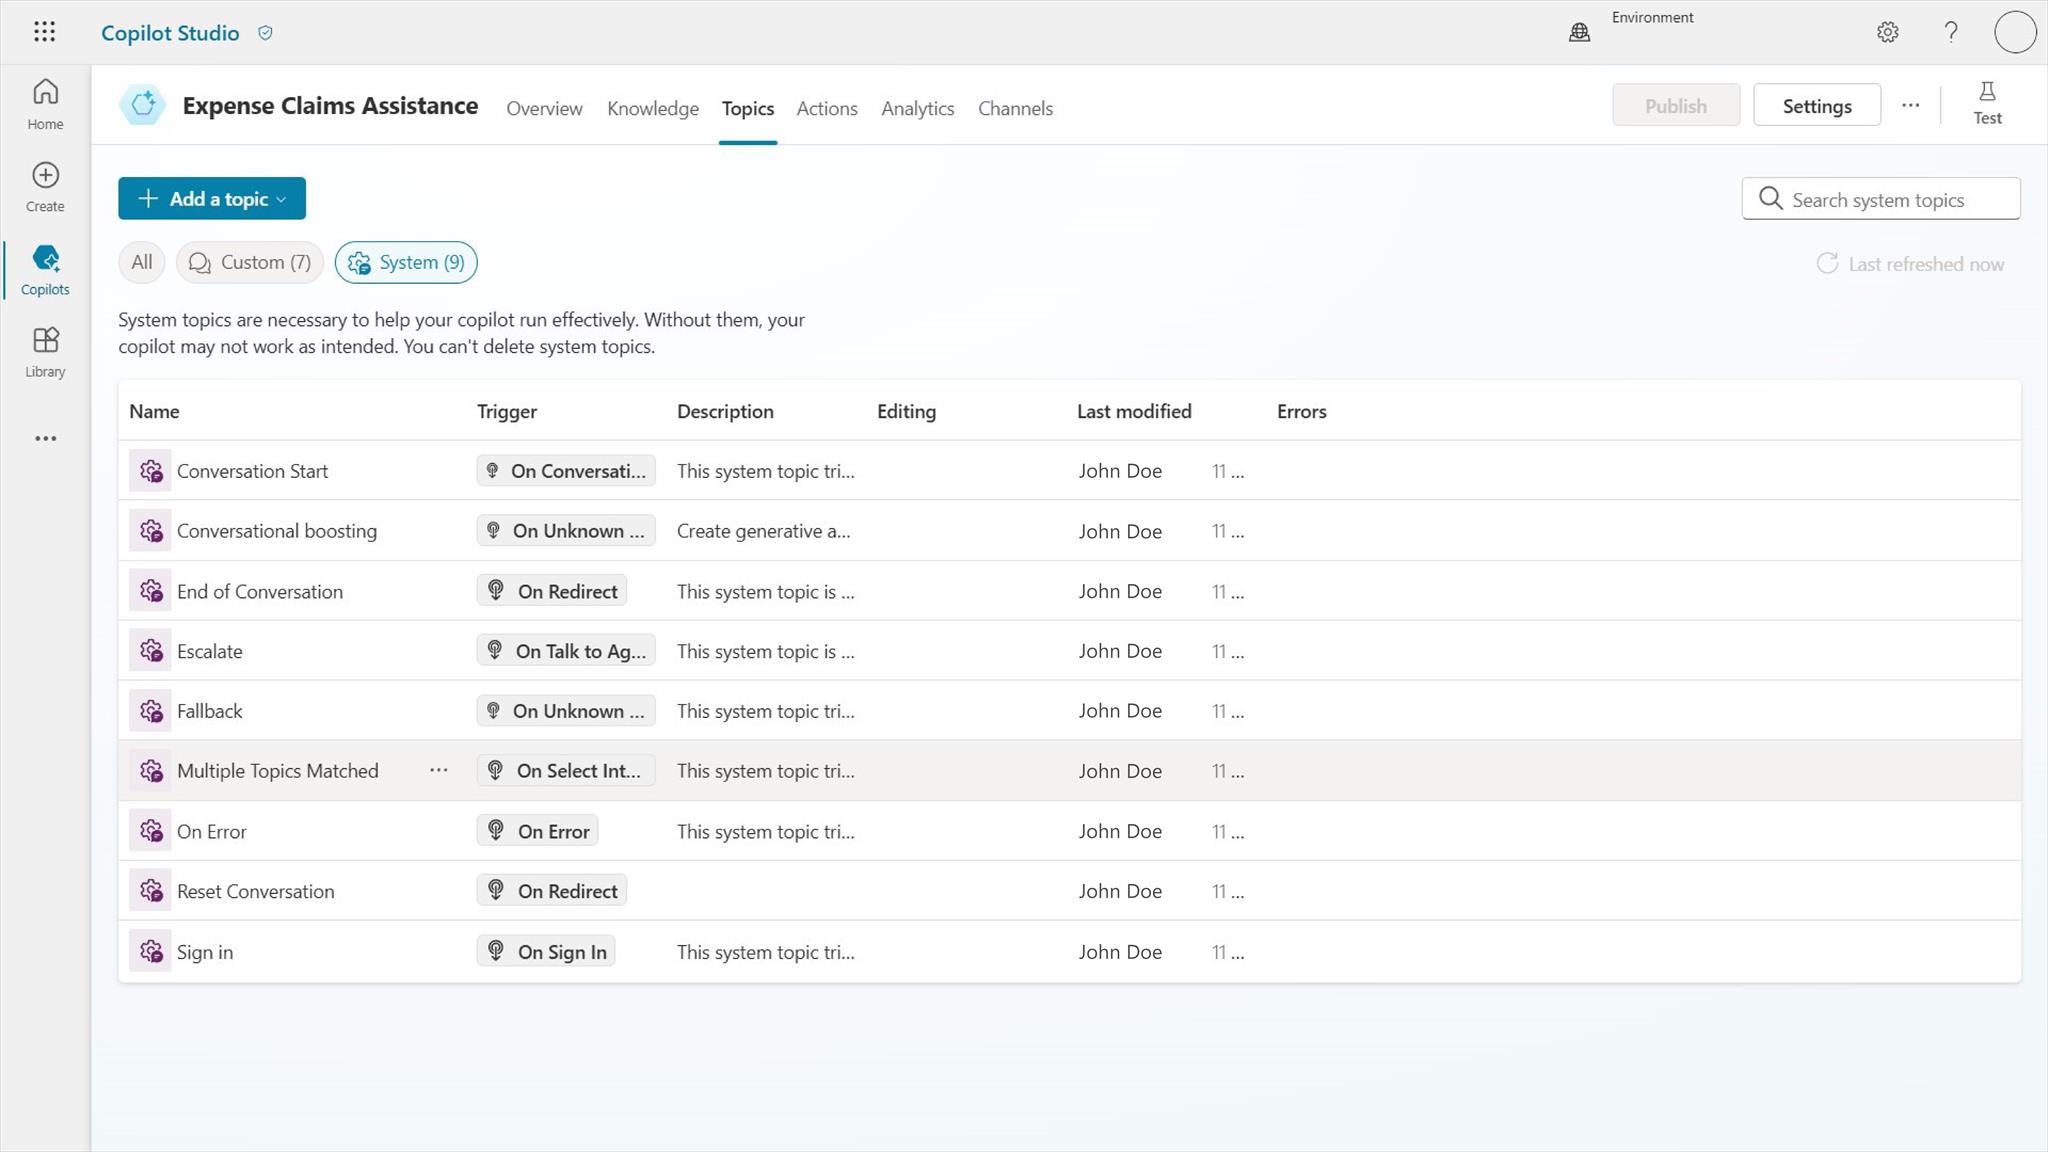 Copilot Studio
Environment
Home
Create
Copilots
Library
Expense Claims Assistance
Overview Knowledge Topics Actions Analytics Channels
Publish Settings ...
Test
Add a topic
Search system topics
All Custom (7) System (9)
Last refreshed now
System topics are necessary to help your copilot run effectively. Without them, your
copilot may not work as intended. You can't delete system topics.
Name Trigger Description Editing Last modified Errors
Conversation Start On Conversati... This system topic tri... John Doe 11 ...
Conversational boosting On Unknown ... Create generative a... John Doe 11 ...
End of Conversation On Redirect This system topic is ... John Doe 11 ...
Escalate On Talk to Ag... This system topic is ... John Doe 11 ...
Fallback On Unknown ... This system topic tri... John Doe 11 ...
Multiple Topics Matched ... On Select Int... This system topic tri... John Doe 11 ...
On Error On Error This system topic tri... John Doe 11 ...
Reset Conversation On Redirect John Doe 11 ...
Sign in On Sign In This system topic tri... John Doe 11 ...